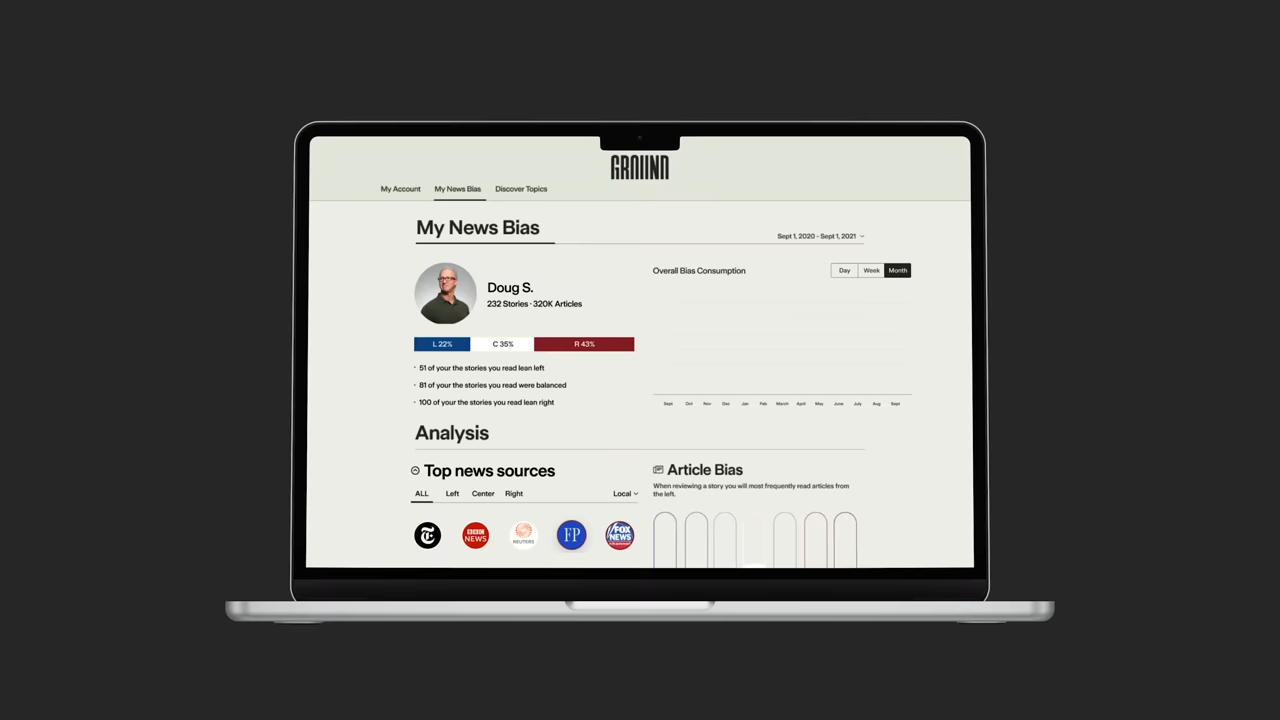 GROUND
My Account My News Bias Discover Topics
My News Bias
Sept 1, 2020 - Sept 1, 2021
Doug S.
232 Stories · 320K Articles
L 22% C 35% R 43%
· 51 of your the stories you read lean left
· 81 of your the stories you read were balanced
· 100 of your the stories you read lean right
Overall Bias Consumption
Day Week Month
Sept Oct Nov Dec Jan Feb March April May June July Aug Sept
Analysis
Top news sources
ALL Left Center Right Local
T
BBC
NEWS
REUTERS
FP
FOX
NEWS
Article Bias
When reviewing a story you will most frequently read articles from
the left.